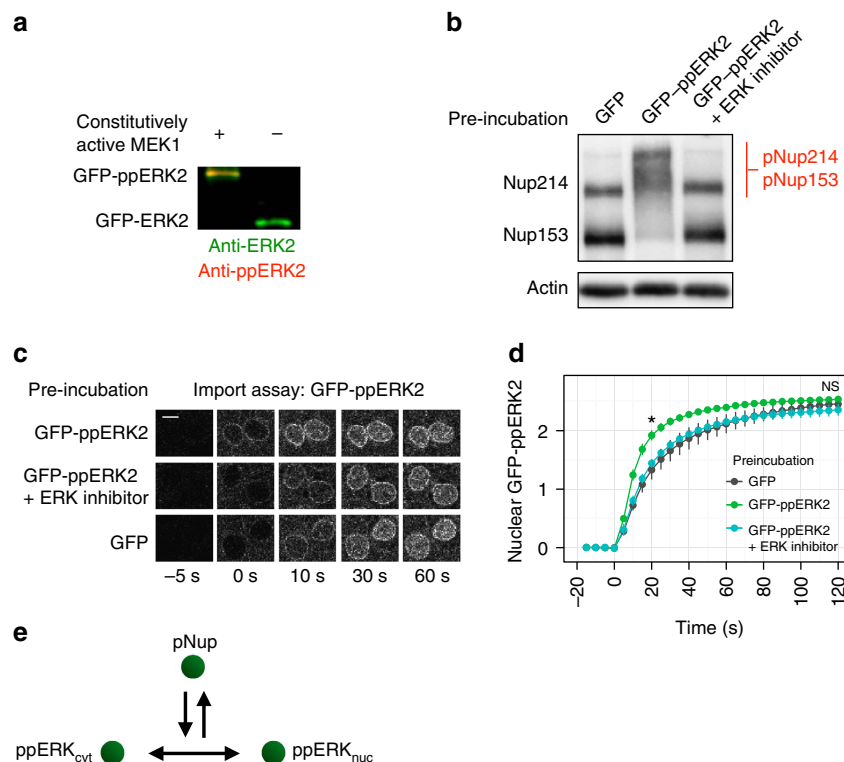 a
Constitutively
active MEK1
+ –
GFP-ppERK2
GFP-ERK2
Anti-ERK2
Anti-ppERK2
b
Pre-incubation
GFP
GFP–ppERK2
GFP–ppERK2
+ ERK inhibitor
Nup214
Nup153
Actin
pNup214
pNup153
c
Pre-incubation
Import assay: GFP-ppERK2
GFP-ppERK2
GFP-ppERK2
+ ERK inhibitor
GFP
–5 s 0 s 10 s 30 s 60 s
d
Nuclear GFP-ppERK2
2
1
0
*
NS
Preincubation
GFP
GFP-ppERK2
GFP-ppERK2
+ ERK inhibitor
–20 0 20 40 60 80 100 120
Time (s)
e
pNup
ppERKcyt
ppERKnuc